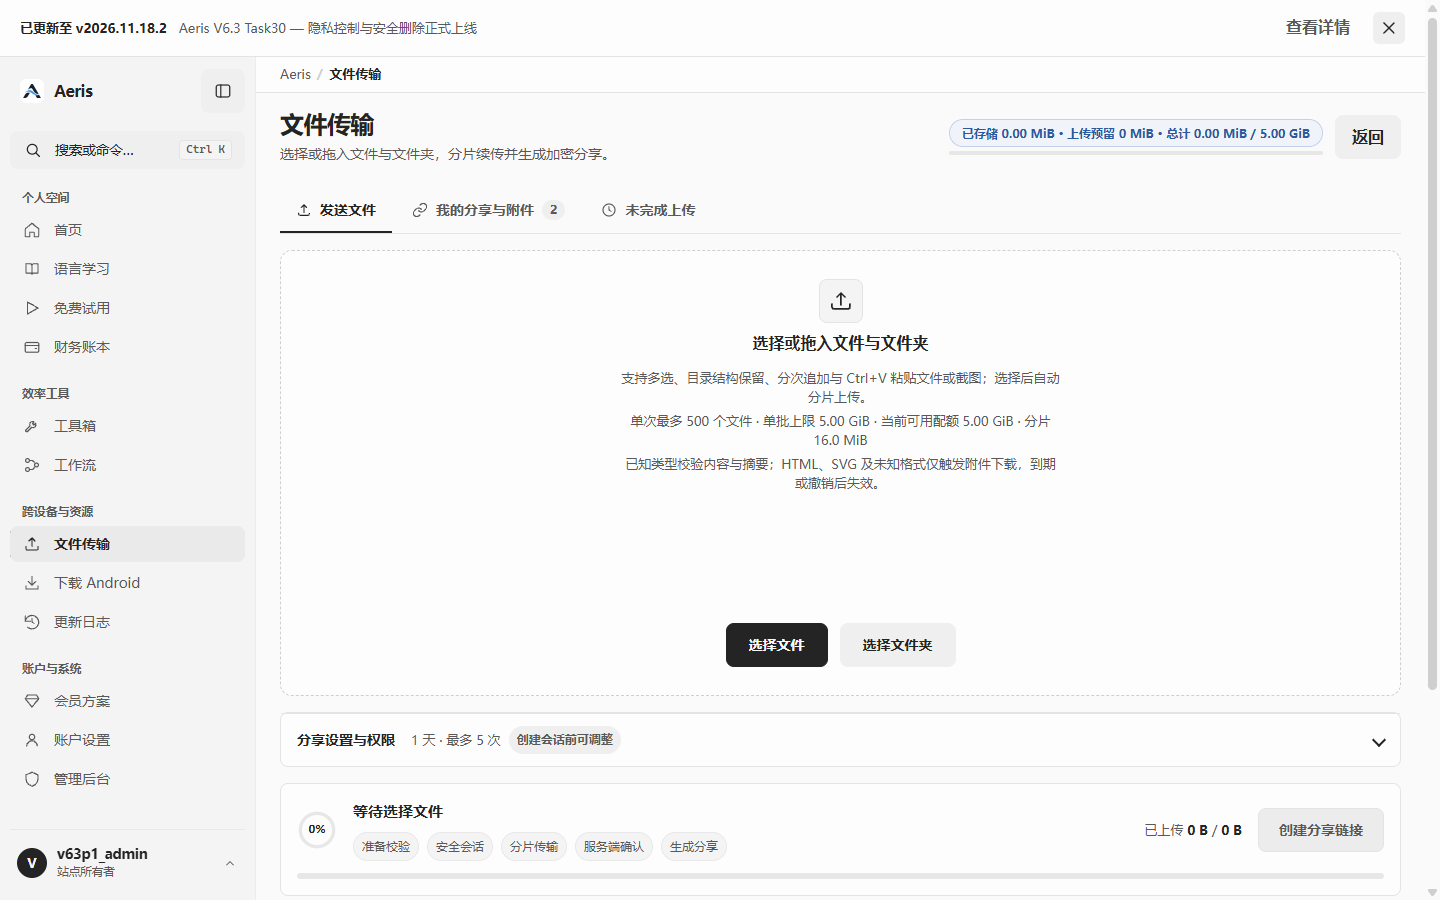 已更新至 v2026.11.18.2 Aeris V6.3 Task30 — 隐私控制与安全删除正式上线 查看详情
Aeris
搜索或命令... Ctrl K
个人空间
首页
语言学习
免费试用
财务账本
效率工具
工具箱
工作流
跨设备与资源
文件传输
下载 Android
更新日志
账户与系统
会员方案
账户设置
管理后台
V
v63p1_admin
站点所有者
Aeris / 文件传输
文件传输
选择或拖入文件与文件夹，分片续传并生成加密分享。
已存储 0.00 MiB • 上传预留 0 MiB • 总计 0.00 MiB / 5.00 GiB
返回
发送文件 我的分享与附件 2 未完成上传
选择或拖入文件与文件夹
支持多选、目录结构保留、分次追加与 Ctrl+V 粘贴文件或截图；选择后自动
分片上传。
单次最多 500 个文件 · 单批上限 5.00 GiB · 当前可用配额 5.00 GiB · 分片
16.0 MiB
已知类型校验内容与摘要；HTML、SVG 及未知格式仅触发附件下载，到期
或撤销后失效。
选择文件 选择文件夹
分享设置与权限 1 天 · 最多 5 次 创建会话前可调整
0%
等待选择文件
准备校验 安全会话 分片传输 服务端确认 生成分享
已上传 0 B / 0 B 创建分享链接